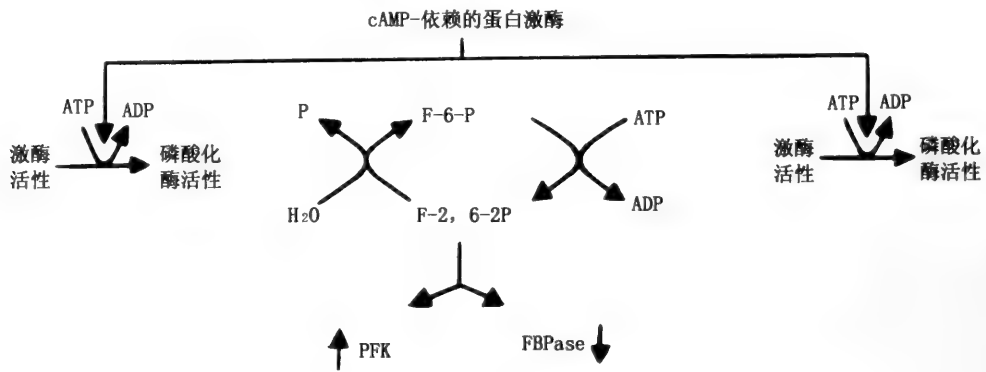 cAMP-依赖的蛋白激酶
ATP ADP
激酶
活性
磷酸化
酶活性
P F-6-P
H₂O F-2, 6-2P
ATP
ADP
ATP ADP
激酶
活性
磷酸化
酶活性
PFK
FBPase